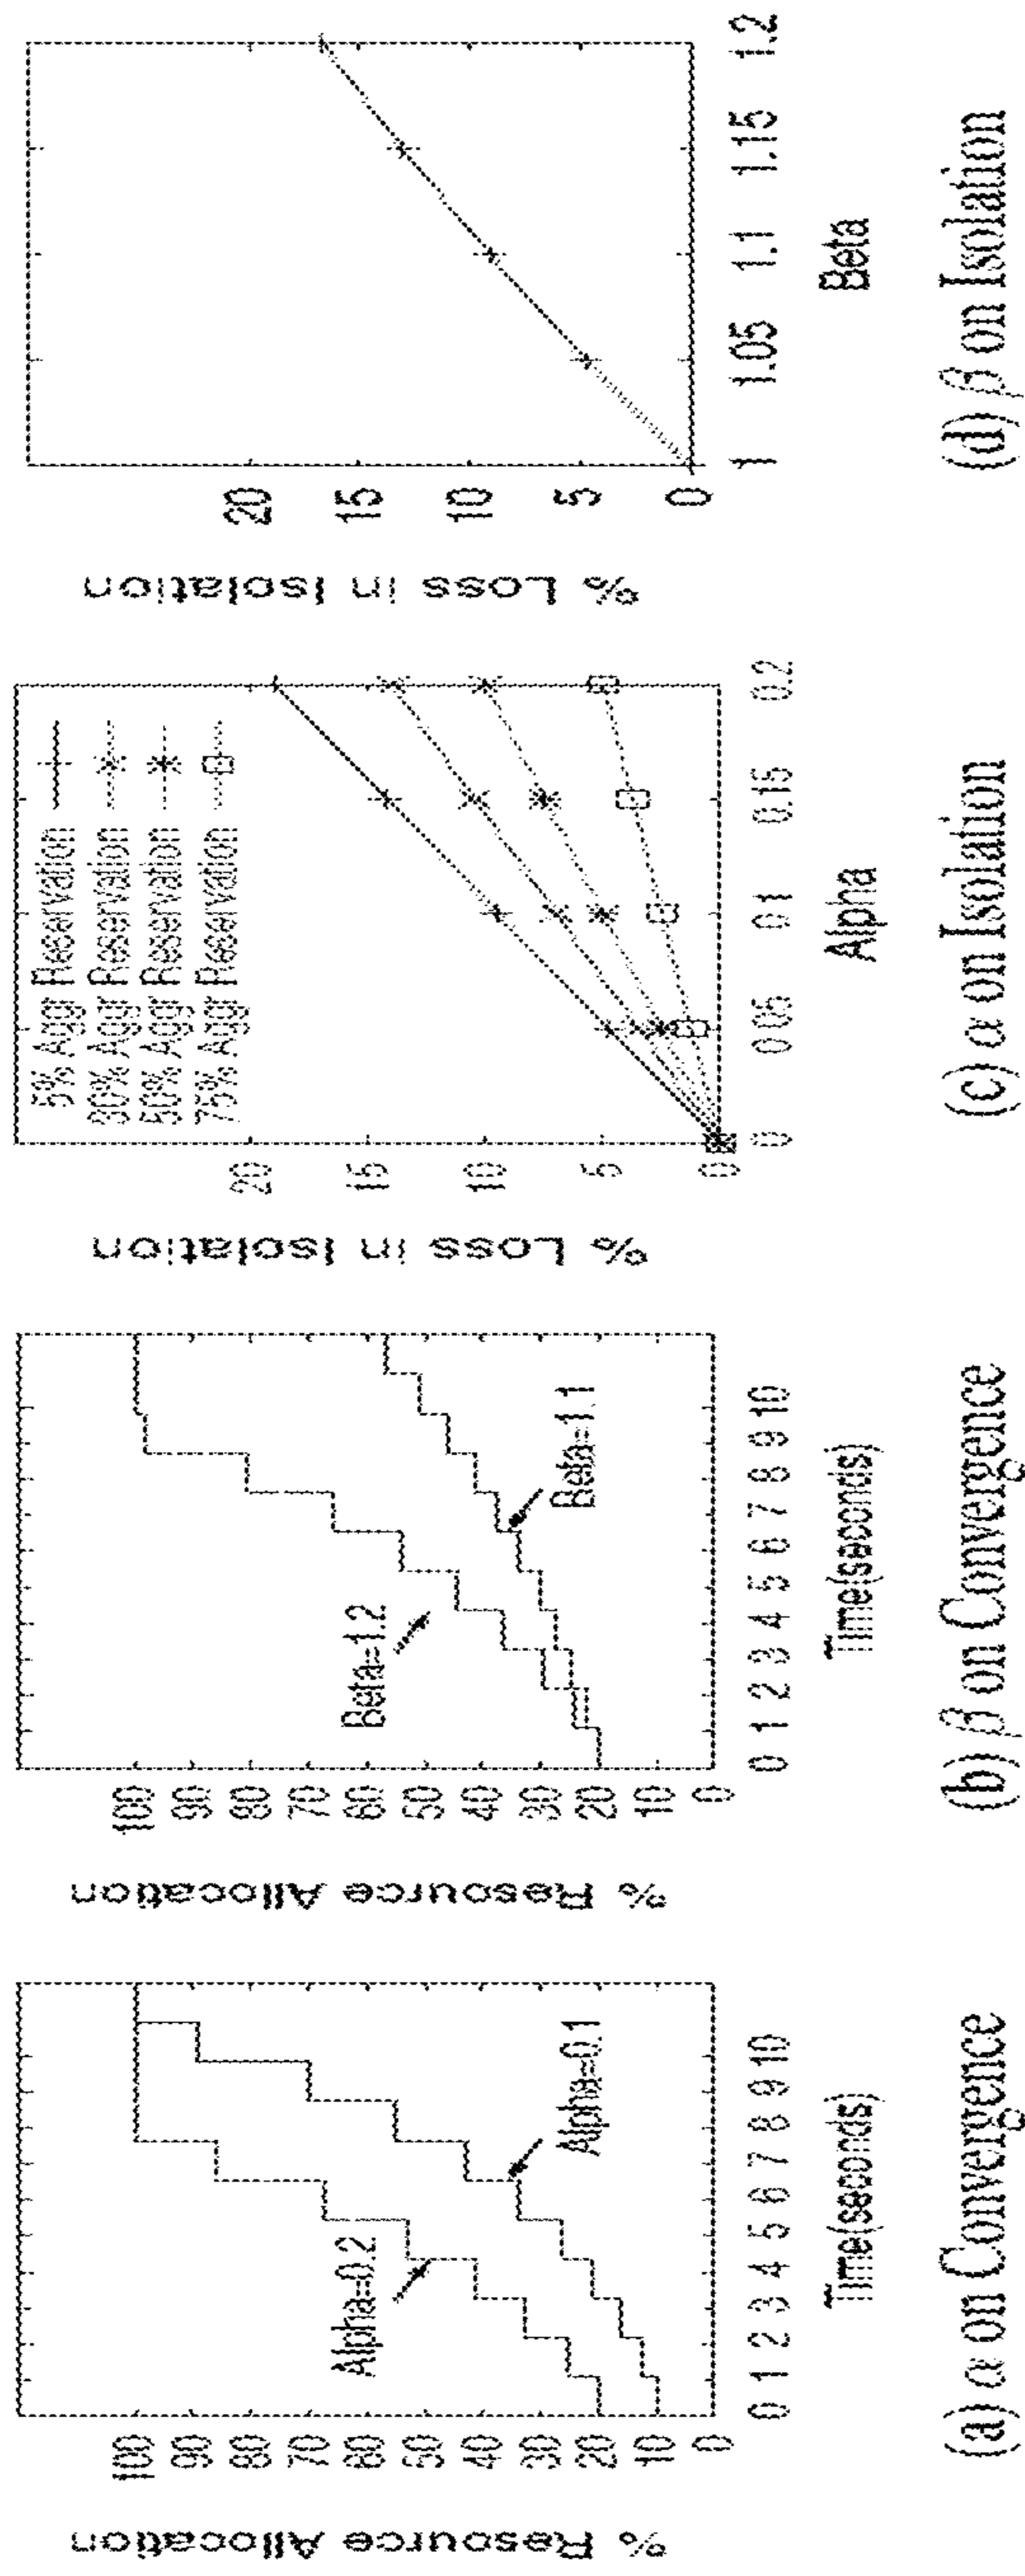 % Resource Allocation
100
90
80
70
60
50
40
30
20
10
0
Alpha=0.2
Alpha=0.1
0 1 2 3 4 5 6 7 8 9 10
Time(seconds)
(a) α on Convergence
% Resource Allocation
100
90
80
70
60
50
40
30
20
10
0
Beta=1.2
Beta=1.1
0 1 2 3 4 5 6 7 8 9 10
Time(seconds)
(b) β on Convergence
% Loss in Isolation
20
15
10
5
0
5% Aggr Reservation
30% Aggr Reservation
50% Aggr Reservation
75% Aggr Reservation
0 0.05 0.1 0.15 0.2
Alpha
(c) α on Isolation
% Loss in Isolation
20
15
10
5
0
1 1.05 1.1 1.15 1.2
Beta
(d) β on Isolation